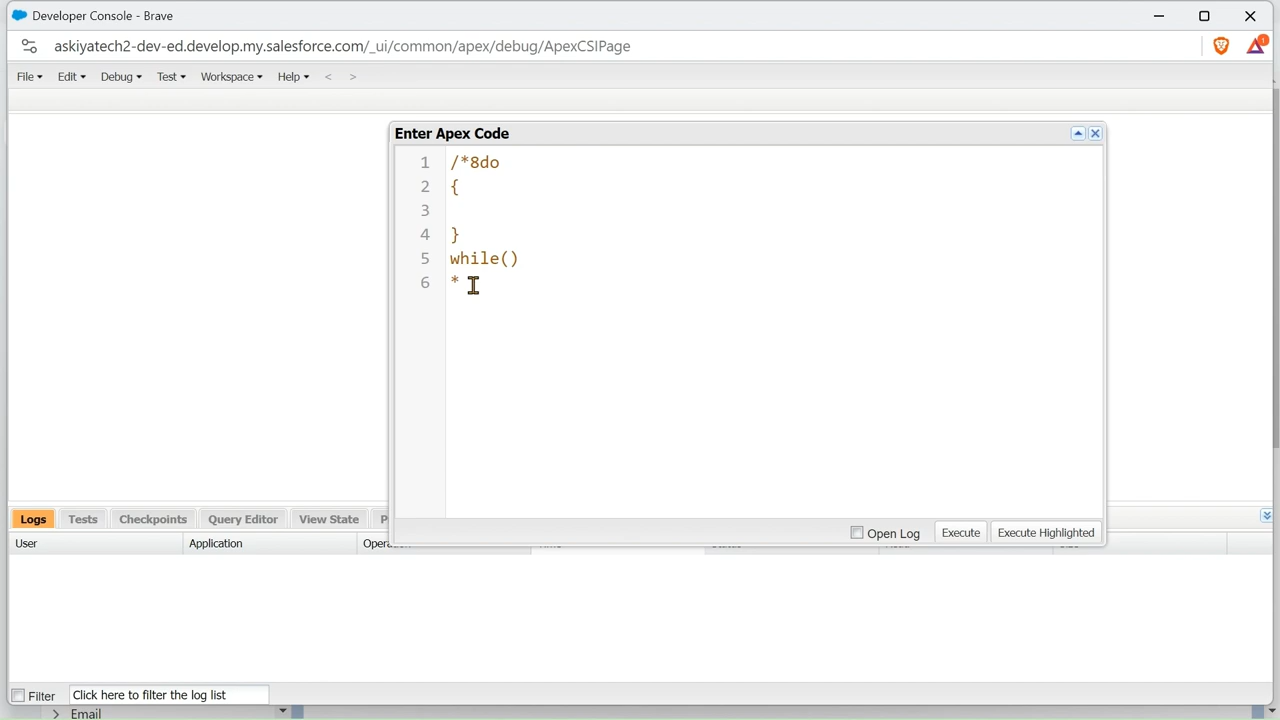 Developer Console - Brave
askiyatech2-dev-ed.develop.my.salesforce.com/_ui/common/apex/debug/ApexCSIPage
1
File Edit Debug Test Workspace Help < >
Enter Apex Code
1 /*8do
2 {
3
4 }
5 while()
6 *
Open Log Execute Execute Highlighted
Logs Tests Checkpoints Query Editor View State P
User Application
Filter Click here to filter the log list
Email